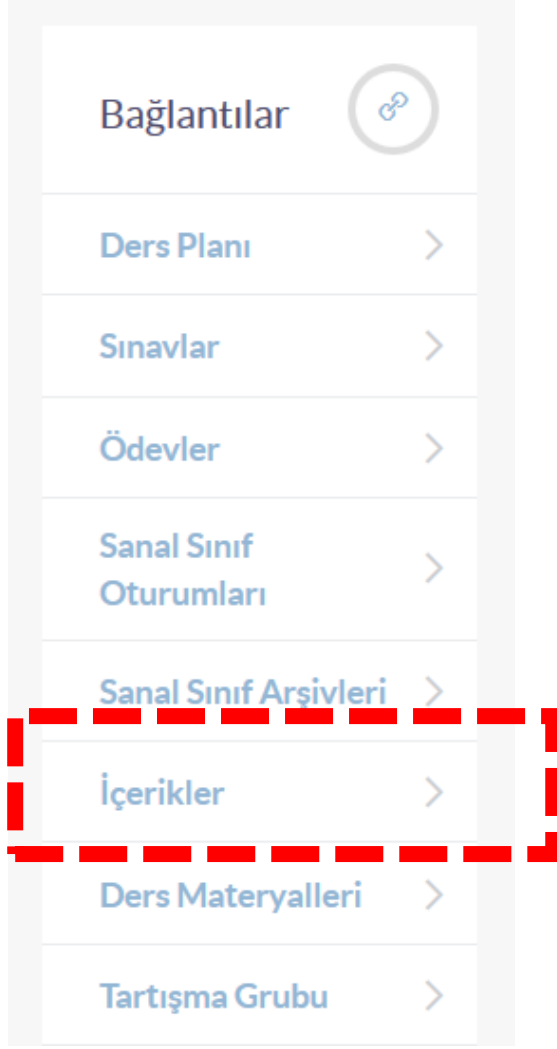 Bağlantılar
Ders Planı
Sınavlar
Ödevler
Sanal Sınıf
Oturumları
Sanal Sınıf Arşivleri
İçerikler
Ders Materyalleri
Tartışma Grubu